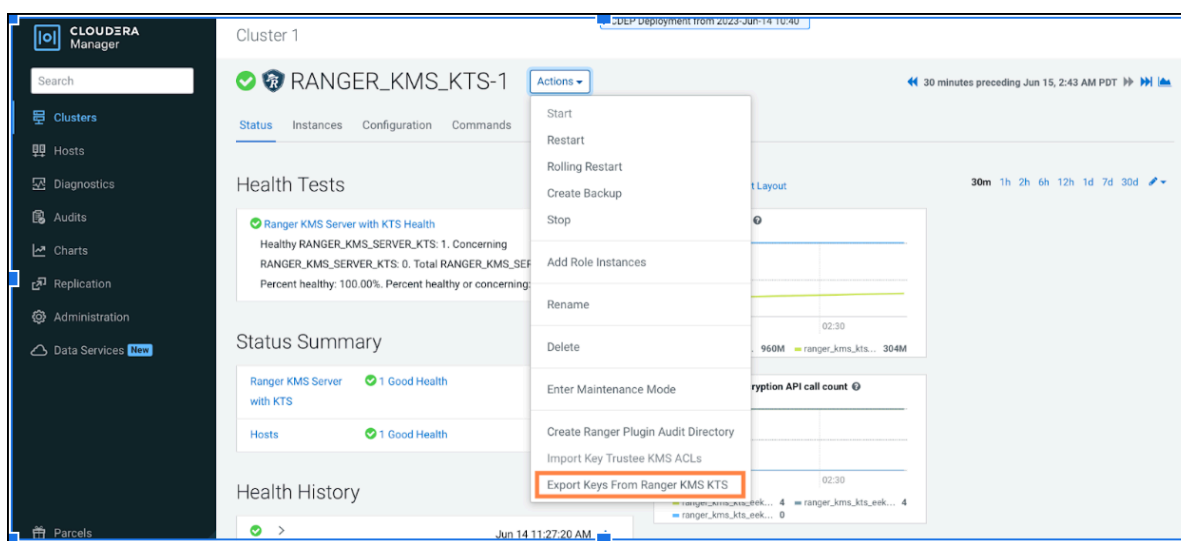 CLOUDERA
Manager
Search
Clusters
Hosts
Diagnostics
Audits
Charts
Replication
Administration
Data Services New
Parcels
CDEP Deployment from 2023-Jun-14 10:40
Cluster 1
RANGER_KMS_KTS-1
Actions
30 minutes preceding Jun 15, 2:43 AM PDT
Status Instances Configuration Commands
Start
Restart
Rolling Restart
Create Backup
Stop
Add Role Instances
Rename
Delete
Enter Maintenance Mode
Create Ranger Plugin Audit Directory
Import Key Trustee KMS ACLs
Export Keys From Ranger KMS KTS
Health Tests
Ranger KMS Server with KTS Health
Healthy RANGER_KMS_SERVER_KTS: 1. Concerning
RANGER_KMS_SERVER_KTS: 0. Total RANGER_KMS_SER
Percent healthy: 100.00%. Percent healthy or concerning:
Status Summary
Ranger KMS Server
with KTS
1 Good Health
Hosts
1 Good Health
Health History
Jun 14 11:27:20 AM
t Layout
30m 1h 2h 6h 12h 1d 7d 30d
02:30
960M ranger_kms_kts... 304M
ryption API call count
02:30
ranger_kms_kts_eek... 4 ranger_kms_kts_eek... 4
ranger_kms_kts_eek... 0